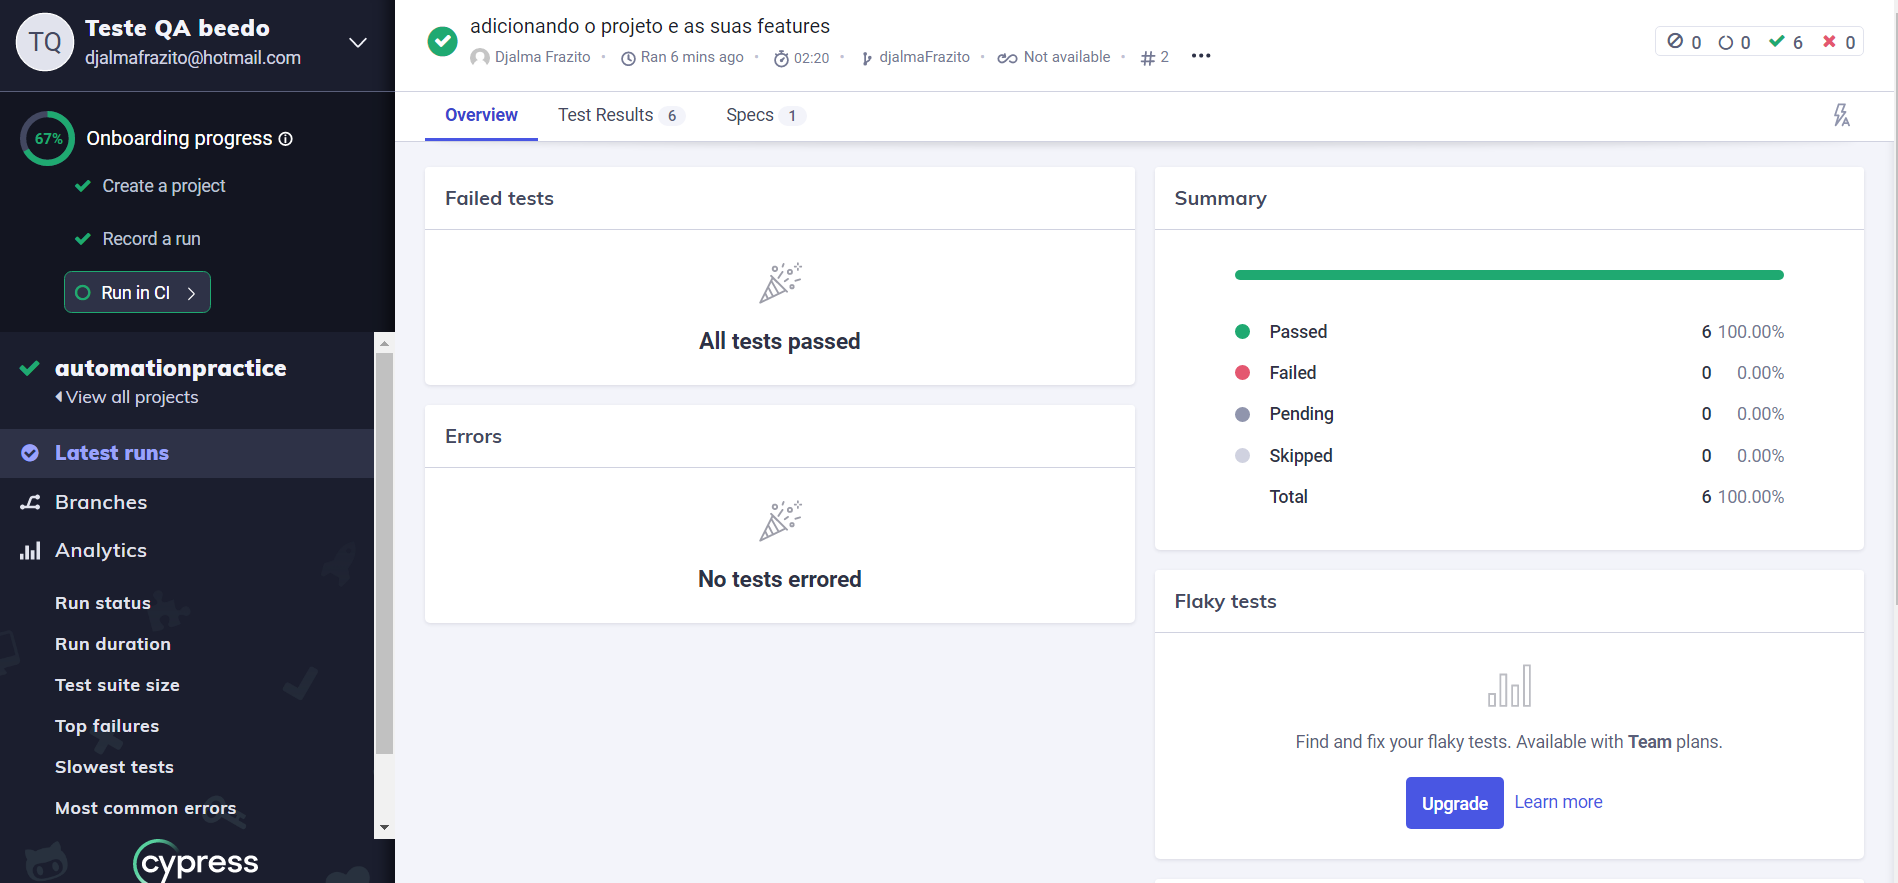 TQ
Teste QA beedo
djalmafrazito@hotmail.com
67%
Onboarding progress
Create a project
Record a run
Run in CI
automationpractice
View all projects
Latest runs
Branches
Analytics
Run status
Run duration
Test suite size
Top failures
Slowest tests
Most common errors
cypress
adicionando o projeto e as suas features
Djalma Frazito • Ran 6 mins ago • 02:20 • djalmaFrazito • Not available • # 2 •••
0 0 6 0
Overview Test Results 6 Specs 1
Failed tests
All tests passed
Errors
No tests errored
Summary
Passed 6 100.00%
Failed 0 0.00%
Pending 0 0.00%
Skipped 0 0.00%
Total 6 100.00%
Flaky tests
Find and fix your flaky tests. Available with Team plans.
Upgrade Learn more